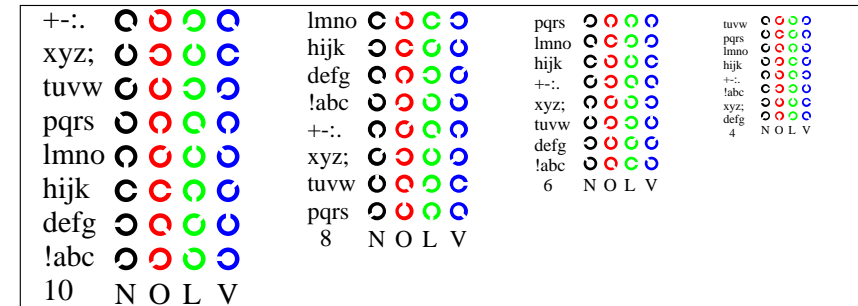 +-:.
xyz;
tuvw
pqrs
lmno
hijk
defg
!abc
10 N O L V
lmno
hijk
defg
!abc
+-:.
xyz;
tuvw
pqrs
8 N O L V
pqrs
lmno
hijk
+-:.
xyz;
tuvw
defg
!abc
6 N O L V
tuvw
pqrs
lmno
hijk
+-:.
!abc
xyz;
defg
4 N O L V